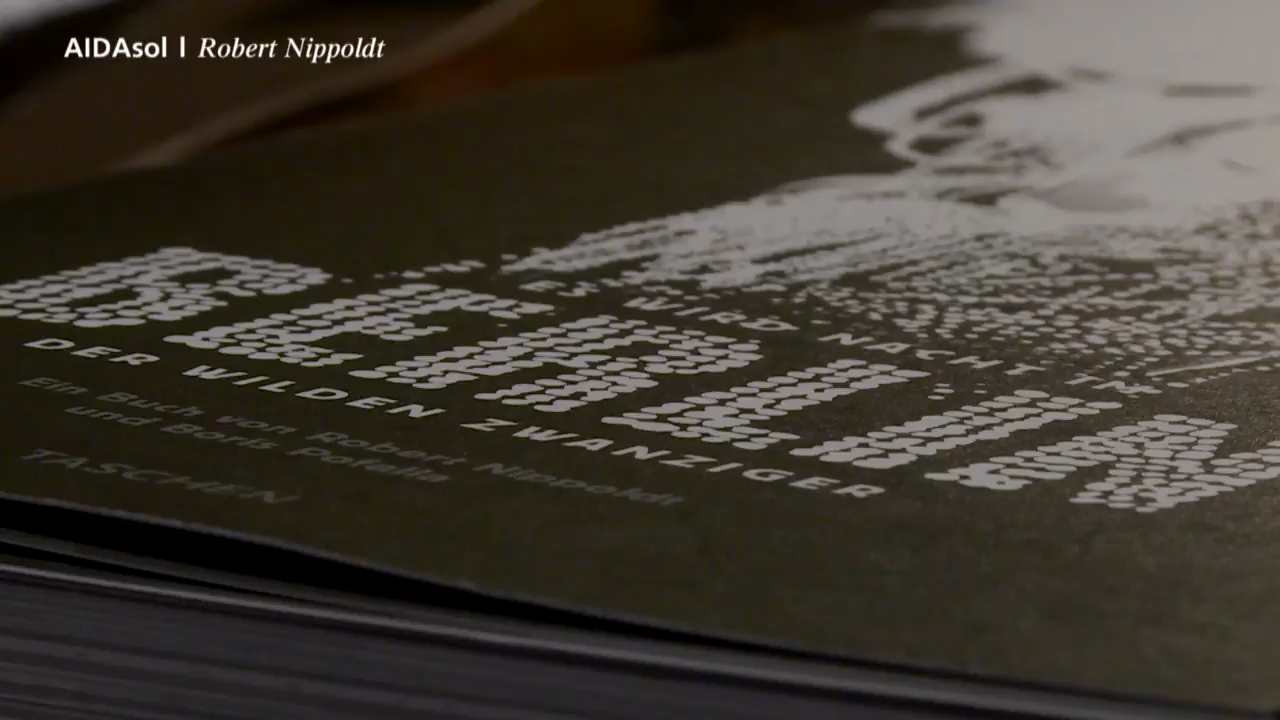 AIDAsol | Robert Nippoldt
ES WIRD NACHT IM
BERLIN
DER WILDEN ZWANZIGER
Ein Buch von Robert Nippoldt
und Boris Pofalla
TASCHEN